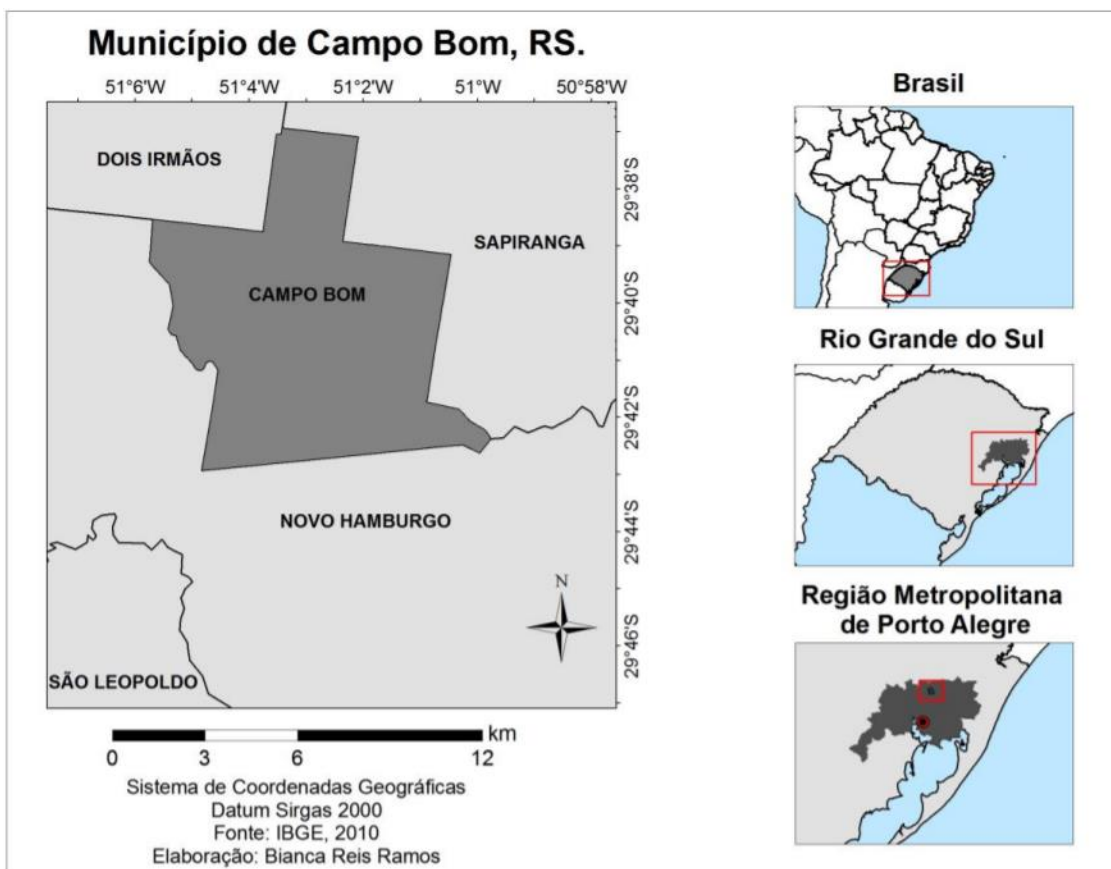 Município de Campo Bom, RS.
51°6'W 51°4'W 51°2'W 51°W 50°58'W
DOIS IRMÃOS
SAPIRANGA
CAMPO BOM
NOVO HAMBURGO
SÃO LEOPOLDO
N
29°38'S
29°40'S
29°42'S
29°44'S
29°46'S
0 3 6 12 km
Sistema de Coordenadas Geográficas
Datum Sirgas 2000
Fonte: IBGE, 2010
Elaboração: Bianca Reis Ramos
Brasil
Rio Grande do Sul
Região Metropolitana
de Porto Alegre